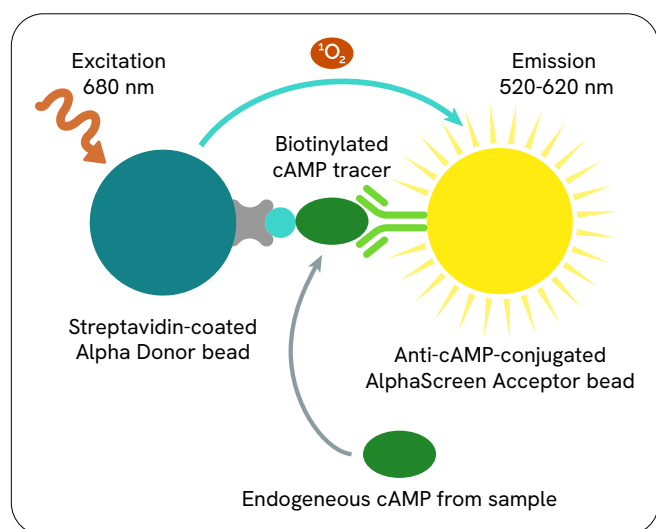 Excitation
680 nm
¹O₂
Emission
520-620 nm
Biotinylated
cAMP tracer
Streptavidin-coated
Alpha Donor bead
Anti-cAMP-conjugated
AlphaScreen Acceptor bead
Endogeneous cAMP from sample